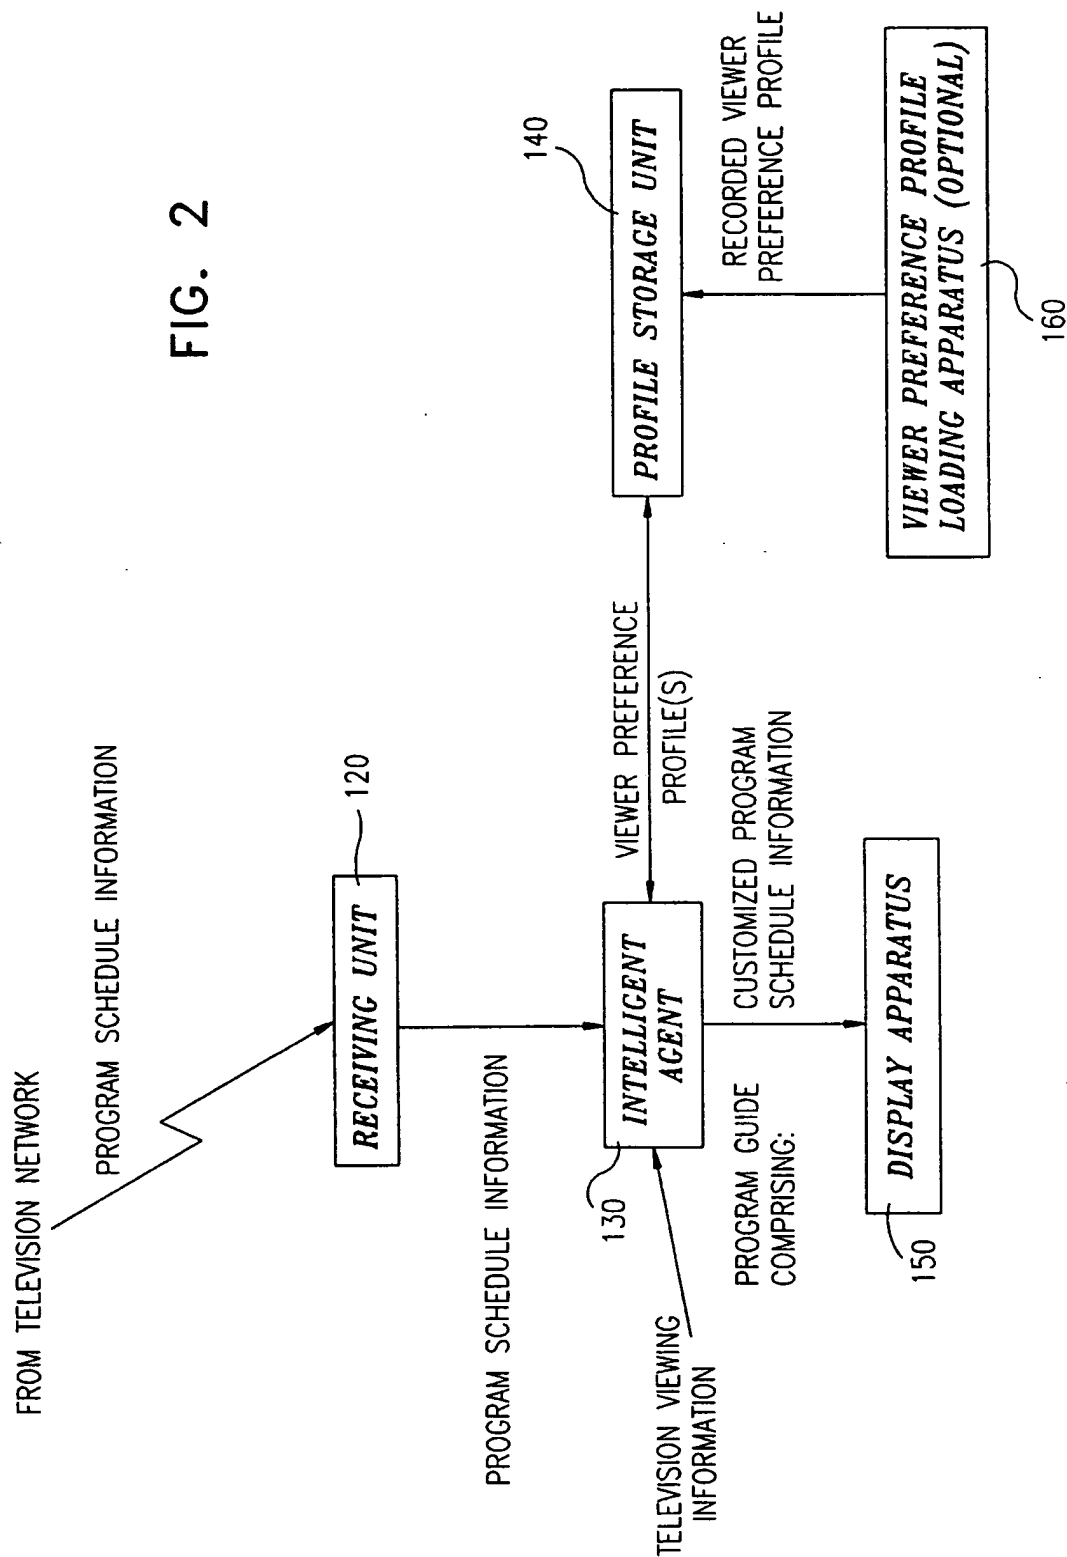 FIG. 2
FROM TELEVISION NETWORK
PROGRAM SCHEDULE INFORMATION
RECEIVING UNIT
120
PROGRAM SCHEDULE INFORMATION
TELEVISION VIEWING
INFORMATION
130
INTELLIGENT
AGENT
VIEWER PREFERENCE
PROFILE(S)
140
PROFILE STORAGE UNIT
PROGRAM GUIDE
COMPRISING:
CUSTOMIZED PROGRAM
SCHEDULE INFORMATION
RECORDED VIEWER
PREFERENCE PROFILE
150
DISPLAY APPARATUS
VIEWER PREFERENCE PROFILE
LOADING APPARATUS (OPTIONAL)
160